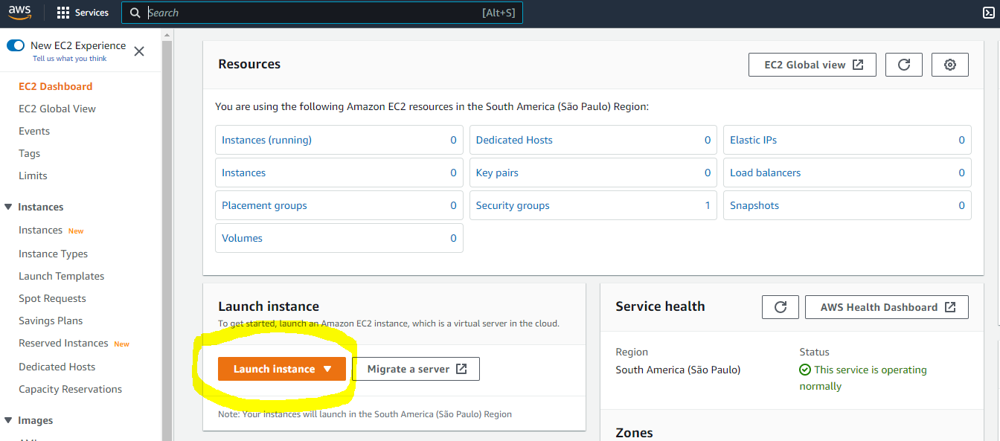 aws
Services
Search
[Alt+S]
New EC2 Experience
Tell us what you think
EC2 Dashboard
EC2 Global View
Events
Tags
Limits
Instances
Instances New
Instance Types
Launch Templates
Spot Requests
Savings Plans
Reserved Instances New
Dedicated Hosts
Capacity Reservations
Images
Resources
EC2 Global view
You are using the following Amazon EC2 resources in the South America (São Paulo) Region:
Instances (running) 0
Dedicated Hosts 0
Elastic IPs 0
Instances 0
Key pairs 0
Load balancers 0
Placement groups 0
Security groups 1
Snapshots 0
Volumes 0
Launch instance
To get started, launch an Amazon EC2 instance, which is a virtual server in the cloud.
Launch instance
Migrate a server
Note: Your instances will launch in the South America (São Paulo) Region
Service health
AWS Health Dashboard
Region
South America (São Paulo)
Status
This service is operating
normally
Zones